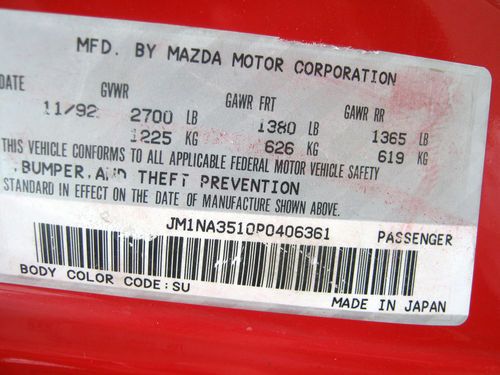 MFD. BY MAZDA MOTOR CORPORATION
DATE GVWR GAWR FRT GAWR RR
11/92 2700 LB 1380 LB 1365 LB
1225 KG 626 KG 619 KG
THIS VEHICLE CONFORMS TO ALL APPLICABLE FEDERAL MOTOR VEHICLE SAFETY
BUMPER, AND THEFT PREVENTION
STANDARD IN EFFECT ON THE DATE OF MANUFACTURE SHOWN ABOVE.
JM1NA3510P0406361 PASSENGER
BODY COLOR CODE: SU
MADE IN JAPAN